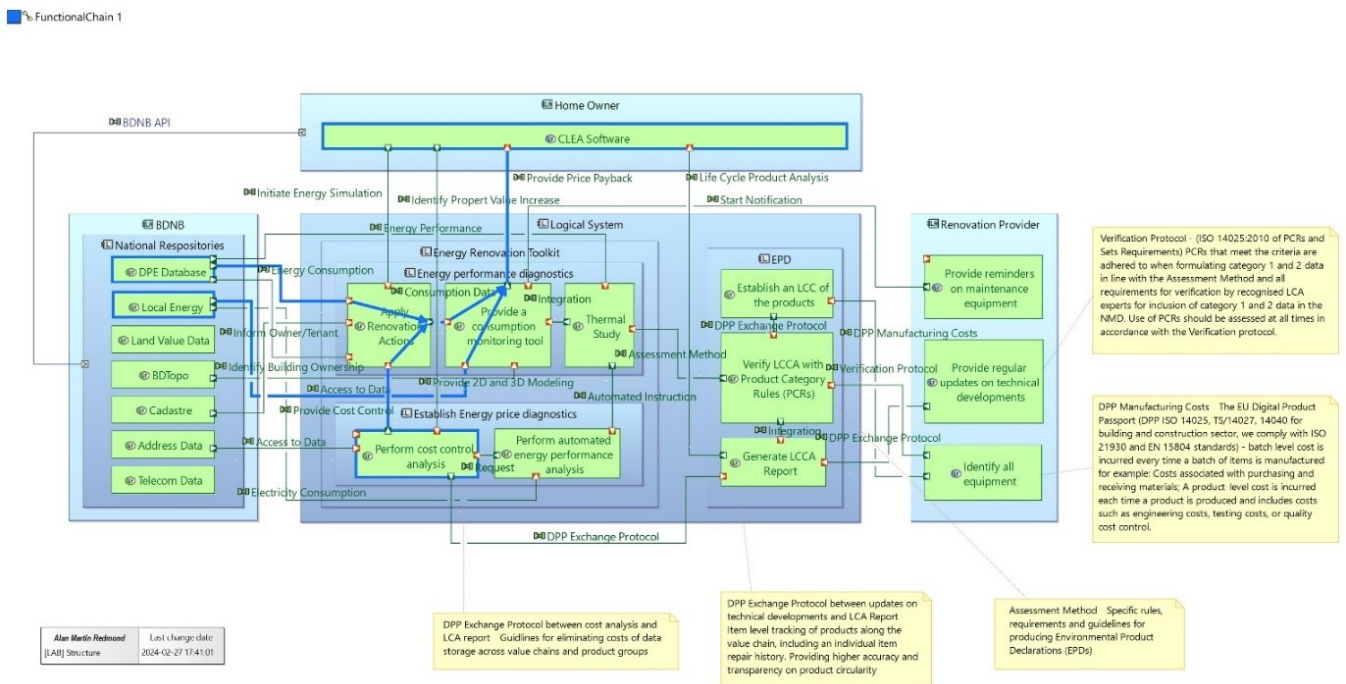 FunctionalChain 1
Home Owner
BDNB API
CLEA Software
Provide Price Payback
Life Cycle Product Analysis
Initiate Energy Simulation
Identify Propert Value Increase
Start Notification
BDNB
Logical System
Renovation Provider
National Respositories
Energy Performance
Energy Renovation Toolkit
EPD
DPE Database
Energy Consumption
Energy performance diagnostics
Consumption Data
Integration
Establish an LCC of
the products
Provide reminders
on maintenance
equipment
Local Energy
Apply
Renovation
Actions
Provide a
consumption
monitoring tool
Thermal
Study
DPP Exchange Protocol
DPP Manufacturing Costs
Land Value Data
Inform Owner/Tenant
Assessment Method
Verify LCCA with
Product Category
Rules (PCRs)
Verification Protocol
Provide regular
updates on technical
developments
BDTopo
Identify Building Ownership
Access to Data
Provide 2D and 3D Modeling
Automated Instruction
Cadastre
Provide Cost Control
Establish Energy price diagnostics
Integration
DPP Exchange Protocol
Address Data
Access to Data
Perform cost control
analysis
Request
Perform automated
energy performance
analysis
Generate LCCA
Report
Identify all
equipment
Telecom Data
Electricity Consumption
DPP Exchange Protocol
Verification Protocol - (ISO 14025:2010 of PCRs and
Sets Requirements) PCRs that meet the criteria are
adhered to when formulating category 1 and 2 data
in line with the Assessment Method and all
requirements for verification by recognised LCA
experts for inclusion of category 1 and 2 data in the
NMD. Use of PCRs should be assessed at all times in
accordance with the Verification protocol.
DPP Manufacturing Costs The EU Digital Product
Passport (DPP ISO 14025, TS/14027, 14040 for
building and construction sector, we comply with ISO
21930 and EN 15804 standards) - batch level cost is
incurred every time a batch of items is manufactured
for example: Costs associated with purchasing and
receiving materials; A product level cost is incurred
each time a product is produced and includes costs
such as engineering costs, testing costs, or quality
cost control.
DPP Exchange Protocol between cost analysis and
LCA report Guidlines for eliminating costs of data
storage across value chains and product groups
DPP Exchange Protocol between updates on
technical developments and LCA Report
Item level tracking of products along the
value chain, including an individual item
repair history. Providing higher accuracy and
transparency on product circularity
Assessment Method Specific rules,
requirements and guidelines for
producing Environmental Product
Declarations (EPDs)
Alan Martin Redmond
Last change date
[LAB] Structure
2024-02-27 17:41:01